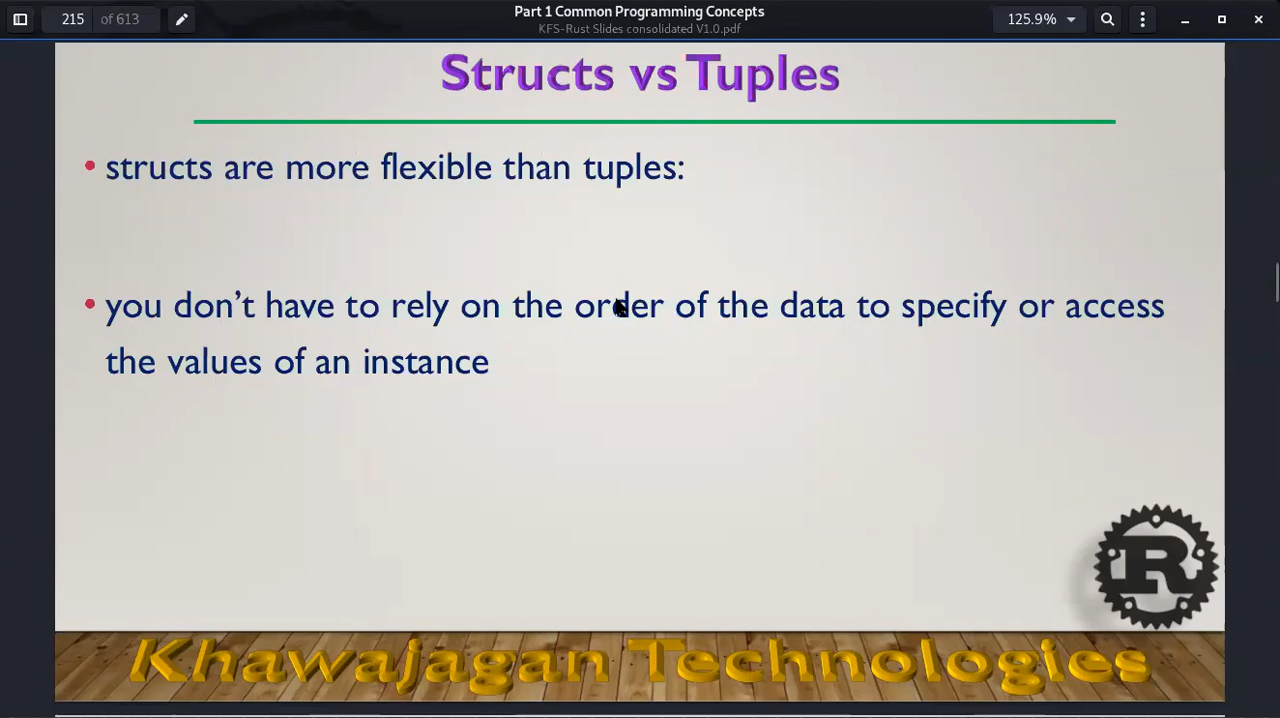 215 of 613
Part 1 Common Programming Concepts
KFS-Rust Slides consolidated V1.0.pdf
125.9%
Structs vs Tuples
• structs are more flexible than tuples:
• you don’t have to rely on the order of the data to specify or access
the values of an instance
R
Khawajagan Technologies